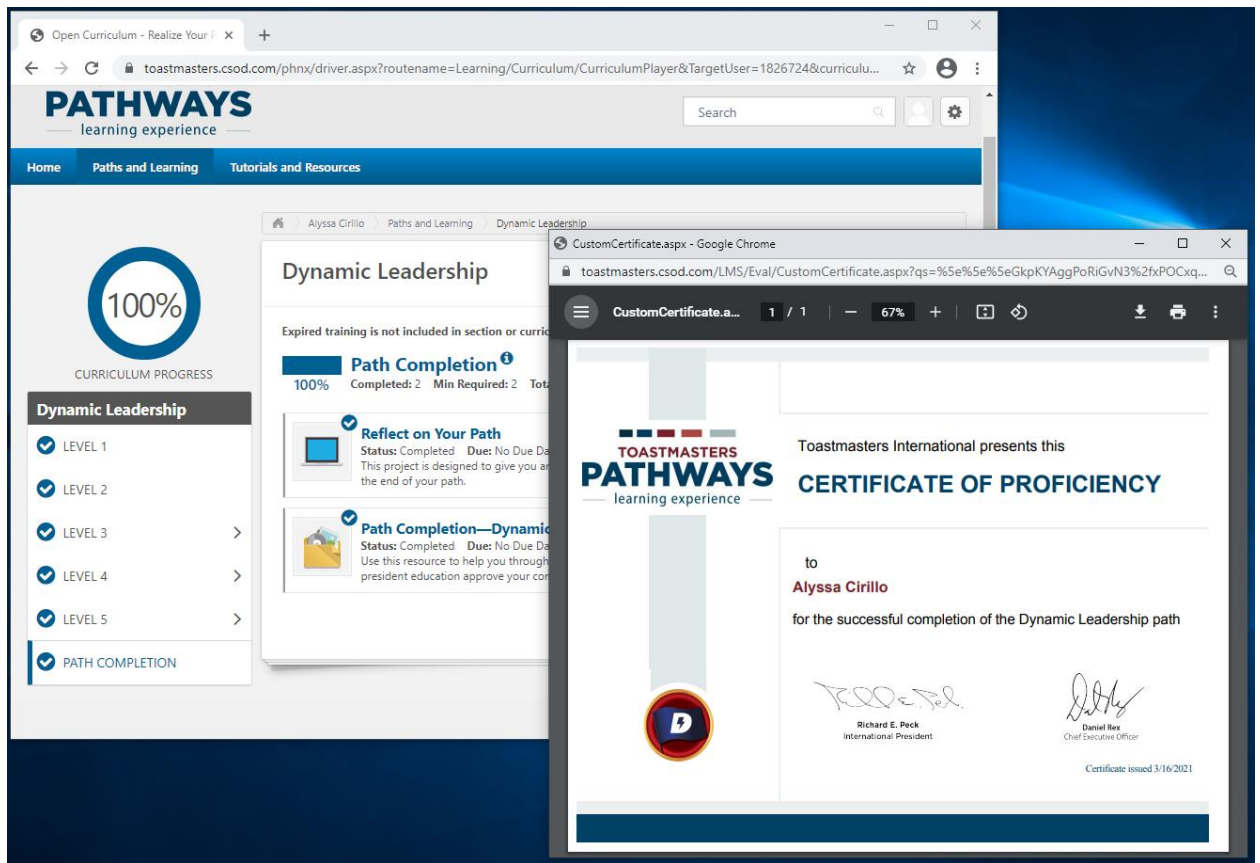 Open Curriculum - Realize Your P
toastmasters.csod.com/phnx/driver.aspx?routename=Learning/Curriculum/CurriculumPlayer&TargetUser=1826724&curriculu...
PATHWAYS
learning experience
Search
Home Paths and Learning Tutorials and Resources
Alyssa Cirillo Paths and Learning Dynamic Leadership
100%
CURRICULUM PROGRESS
Dynamic Leadership
LEVEL 1
LEVEL 2
LEVEL 3
LEVEL 4
LEVEL 5
PATH COMPLETION
Dynamic Leadership
Expired training is not included in section or curric
Path Completion
100% Completed: 2 Min Required: 2 Tota
Reflect on Your Path
Status: Completed Due: No Due Da
This project is designed to give you an
the end of your path.
Path Completion—Dynamic
Status: Completed Due: No Due Da
Use this resource to help you through
president education approve your con
CustomCertificate.aspx - Google Chrome
toastmasters.csod.com/LMS/Eval/CustomCertificate.aspx?qs=%5e%5e%5eGkpKYAggPoRiGvN3%2fxPOCxq...
CustomCertificate.a... 1 / 1 67%
TOASTMASTERS
PATHWAYS
learning experience
D
Toastmasters International presents this
CERTIFICATE OF PROFICIENCY
to
Alyssa Cirillo
for the successful completion of the Dynamic Leadership path
Richard E. Peck
International President
Daniel Rex
Chief Executive Officer
Certificate issued 3/16/2021